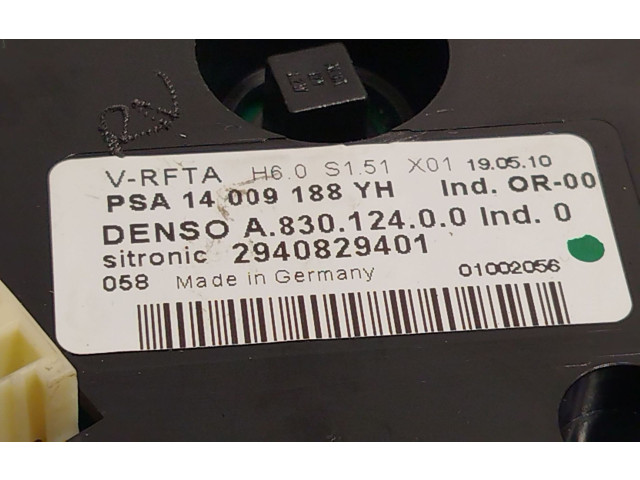 RV
V-RFTA H6.0 S1.51 X01 19.05.10
PSA 14 009 188 YH Ind. OR-00
DENSO A.830.124.0.0 Ind. 0
sitronic 2940829401
058 Made in Germany 01002056